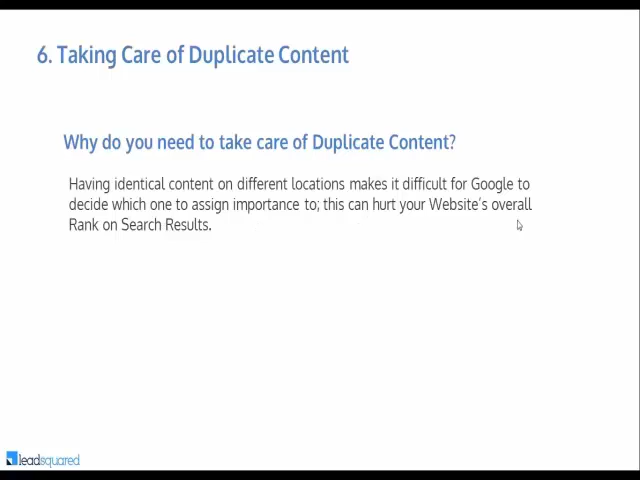 6. Taking Care of Duplicate Content
Why do you need to take care of Duplicate Content?
Having identical content on different locations makes it difficult for Google to
decide which one to assign importance to; this can hurt your Website's overall
Rank on Search Results.
leadsquared